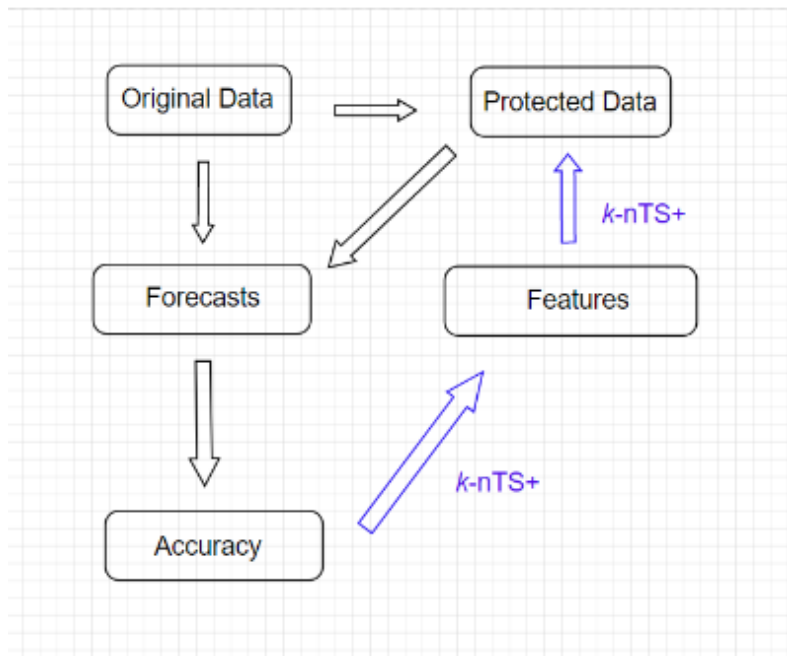 Original Data
Protected Data
k-nTS+
Forecasts
Features
k-nTS+
Accuracy